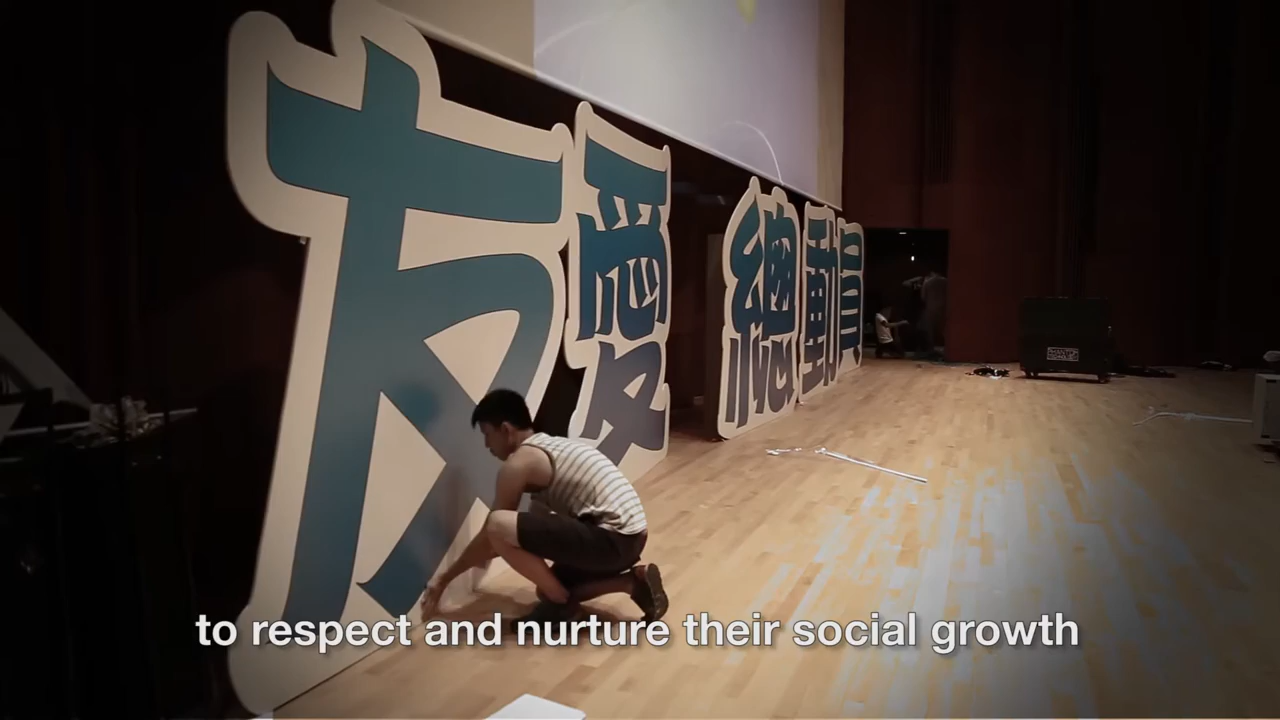 友愛總動員
to respect and nurture their social growth